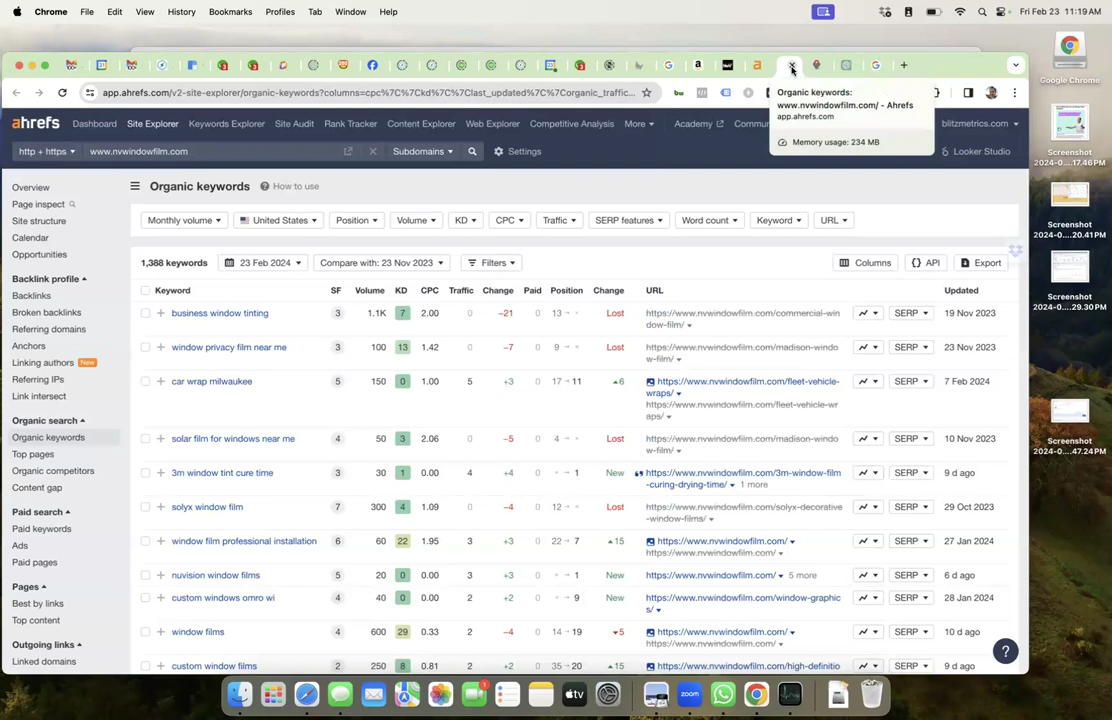 Chrome File Edit View History Bookmarks Profiles Tab Window Help Fri Feb 23 11:19 AM
app.ahrefs.com/v2-site-explorer/organic-keywords?columns=cpc%7C%7Ckd%7C%7Clast_updated%7C%7Corganic_traffic...
Organic keywords:
www.nvwindowfilm.com/ - Ahrefs
app.ahrefs.com
Memory usage: 234 MB
ahrefs Dashboard Site Explorer Keywords Explorer Site Audit Rank Tracker Content Explorer Web Explorer Competitive Analysis More Academy Commu blitzmetrics.com
http + https www.nvwindowfilm.com Subdomains Settings Looker Studio
Overview
Page inspect
Site structure
Calendar
Opportunities
Backlink profile
Backlinks
Broken backlinks
Referring domains
Anchors
Linking authors New
Referring IPs
Link intersect
Organic search
Organic keywords
Top pages
Organic competitors
Content gap
Paid search
Paid keywords
Ads
Paid pages
Pages
Best by links
Top content
Outgoing links
Linked domains
Organic keywords How to use
Monthly volume United States Position Volume KD CPC Traffic SERP features Word count Keyword URL
1,388 keywords 23 Feb 2024 Compare with: 23 Nov 2023 Filters Columns API Export
Keyword SF Volume KD CPC Traffic Change Paid Position Change URL Updated
business window tinting 3 1.1K 7 2.00 0 –21 0 13 → × Lost https://www.nvwindowfilm.com/commercial-win SERP 19 Nov 2023
dow-film/
window privacy film near me 3 100 13 1.42 0 –7 0 9 → × Lost https://www.nvwindowfilm.com/madison-windo SERP 23 Nov 2023
w-film/
car wrap milwaukee 5 150 0 1.00 5 +3 0 17 → 11 6 https://www.nvwindowfilm.com/fleet-vehicle- SERP 7 Feb 2024
wraps/
https://www.nvwindowfilm.com/fleet-vehicle-wr
aps/
solar film for windows near me 4 50 3 2.06 0 –5 0 4 → × Lost https://www.nvwindowfilm.com/madison-windo SERP 10 Nov 2023
w-film/
3m window tint cure time 3 30 1 0.00 4 +4 0 × → 1 New https://www.nvwindowfilm.com/3m-window-film SERP 9 d ago
-curing-drying-time/ 1 more
solyx window film 7 300 4 1.09 0 –4 0 12 → × Lost https://www.nvwindowfilm.com/solyx-decorative SERP 29 Oct 2023
-window-films/
window film professional installation 6 60 22 1.95 3 +3 0 22 → 7 15 https://www.nvwindowfilm.com/ SERP 27 Jan 2024
https://www.nvwindowfilm.com/
nuvision window films 5 20 0 0.00 3 +3 0 × → 1 New https://www.nvwindowfilm.com/ 5 more SERP 6 d ago
custom windows omro wi 4 40 0 0.00 2 +2 0 × → 9 New https://www.nvwindowfilm.com/window-graphic SERP 28 Jan 2024
s/
window films 4 600 29 0.33 2 –4 0 14 → 19 5 https://www.nvwindowfilm.com/ SERP 10 d ago
https://www.nvwindowfilm.com/
custom window films 2 250 8 0.81 2 +2 0 35 → 20 15 https://www.nvwindowfilm.com/high-definitio SERP 9 d ago
Google Chrome
Screenshot
2024-0....17.46 PM
Screenshot
2024-0....20.41 PM
Screenshot
2024-0....29.30 PM
Screenshot
2024-0....47.24 PM